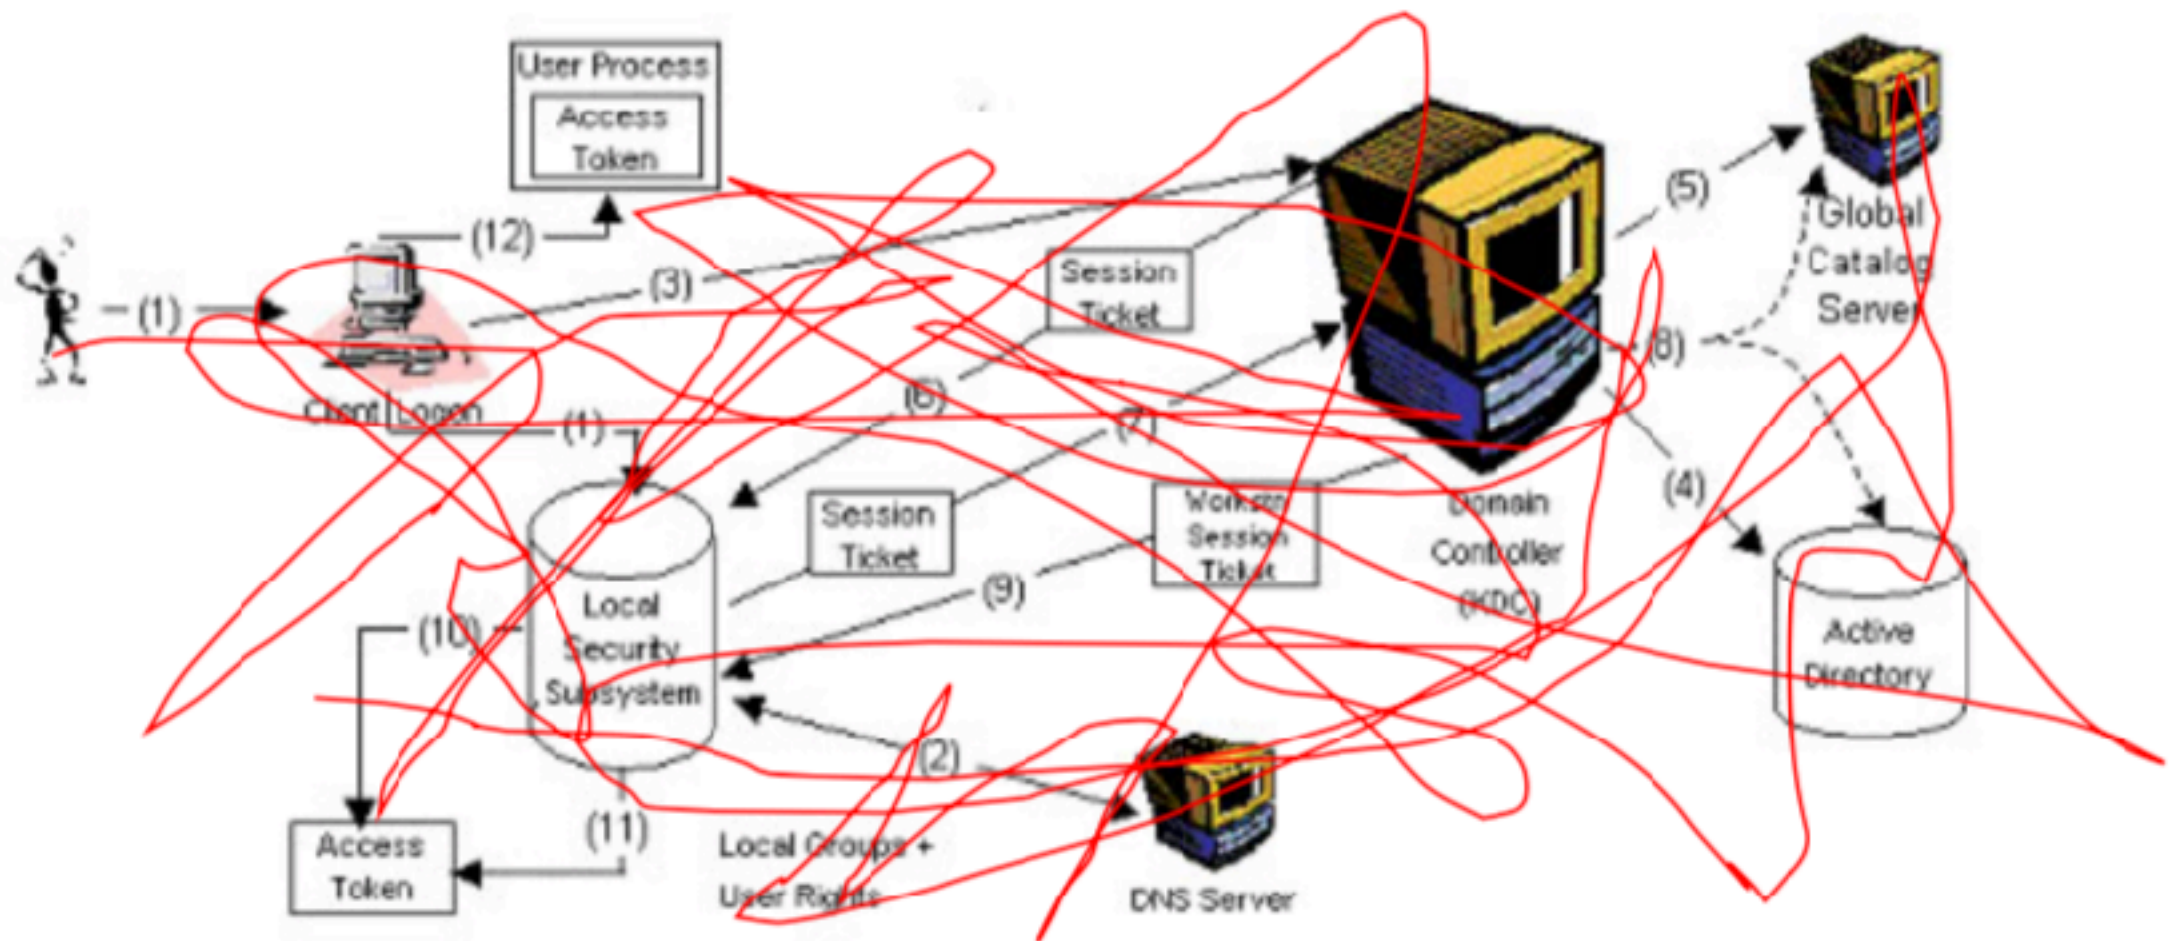 User Process
Access
Token
(12)
(1)
(3)
Session
Ticket
(5)
Global
Catalog
Server
(8)
Client Logon
(1)
(6)
(7)
(4)
Session
Ticket
Session
Ticket
Domain
Controller
(KDC)
(9)
Local
Security
Subsystem
(10)
Active
Directory
(2)
(11)
Access
Token
Local Groups +
User Rights
DNS Server